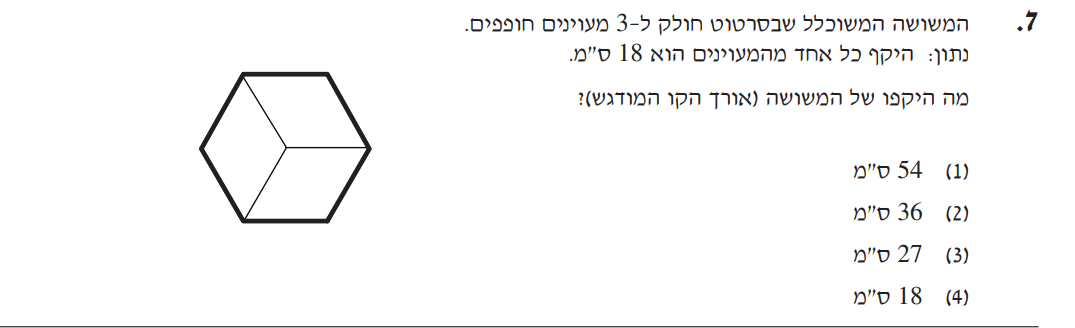 7. המשושה המשוכלל שבסרטוט חולק ל-3 מעוינים חופפים.
נתון: היקף כל אחד מהמעוינים הוא 18 ס"מ.
מה היקפו של המשושה (אורך הקו המודגש)?
(1) 54 ס"מ
(2) 36 ס"מ
(3) 27 ס"מ
(4) 18 ס"מ